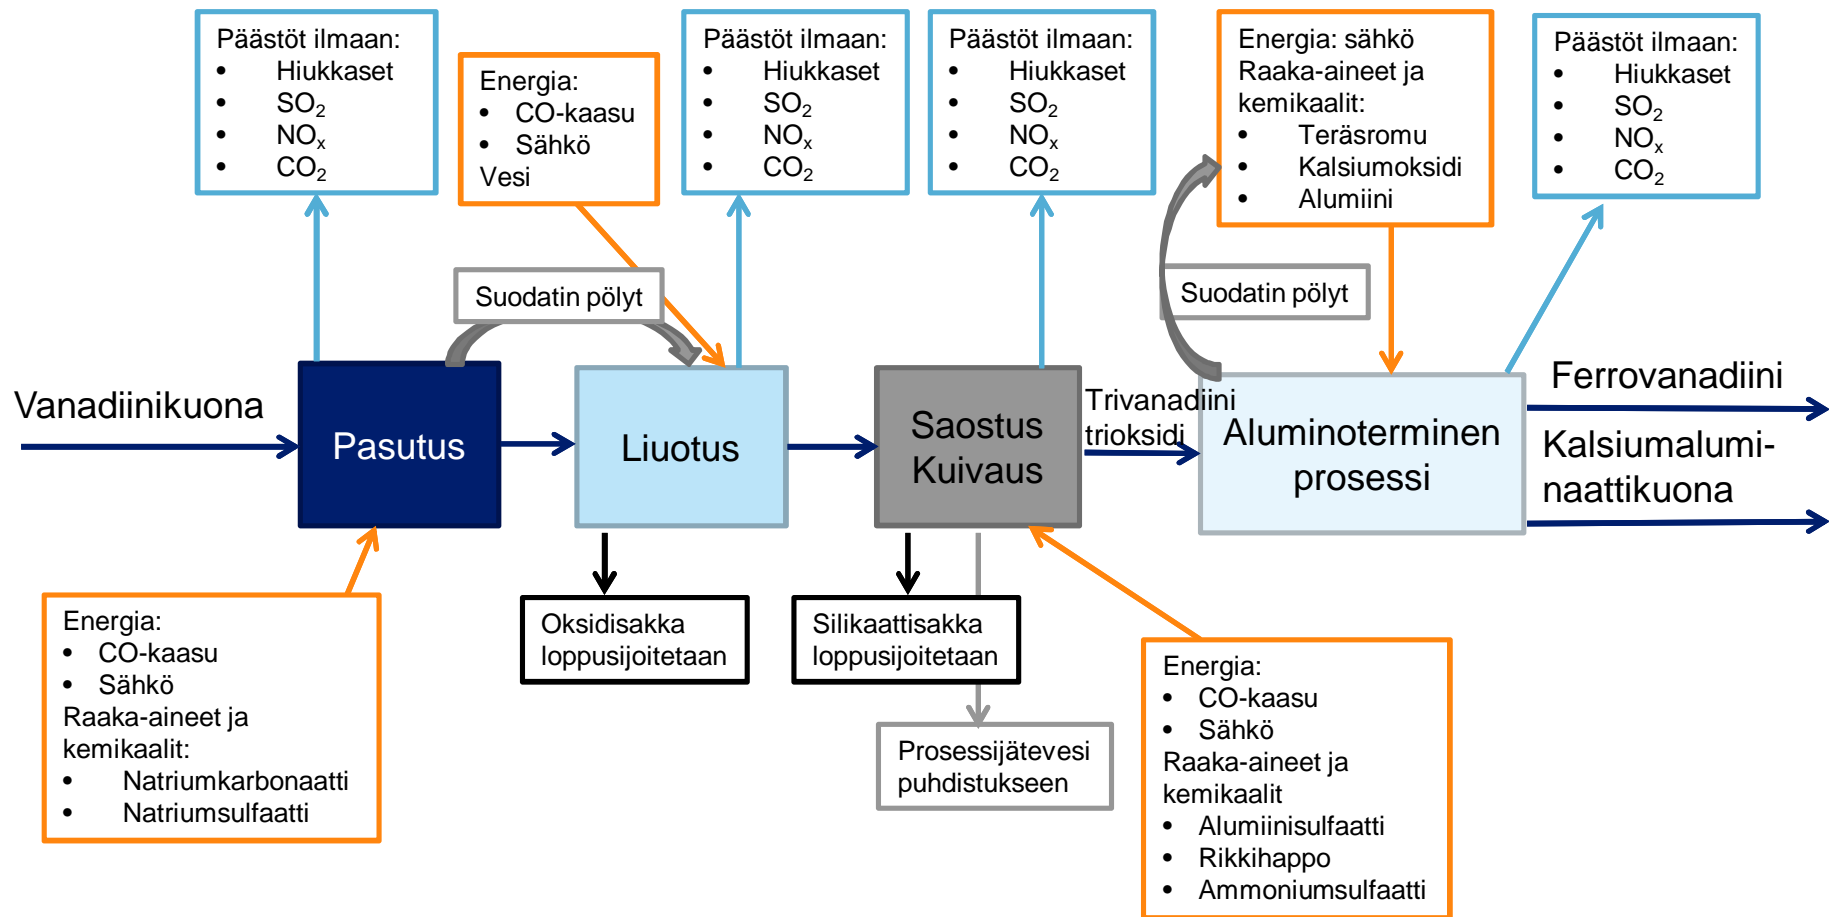 Päästöt ilmaan:
• Hiukkaset
• SO₂
• NOₓ
• CO₂
Energia:
• CO-kaasu
• Sähkö
Vesi
Päästöt ilmaan:
• Hiukkaset
• SO₂
• NOₓ
• CO₂
Päästöt ilmaan:
• Hiukkaset
• SO₂
• NOₓ
• CO₂
Energia: sähkö
Raaka-aineet ja
kemikaalit:
• Teräsromu
• Kalsiumoksidi
• Alumiini
Päästöt ilmaan:
• Hiukkaset
• SO₂
• NOₓ
• CO₂
Suodatin pölyt
Suodatin pölyt
Vanadiinikuona
Pasutus
Liuotus
Saostus
Kuivaus
Trivanadiini
trioksidi
Aluminoterminen
prosessi
Ferrovanadiini
Kalsiumalumi-
naattikuona
Energia:
• CO-kaasu
• Sähkö
Raaka-aineet ja
kemikaalit:
• Natriumkarbonaatti
• Natriumsulfaatti
Oksidisakka
loppusijoitetaan
Silikaattisakka
loppusijoitetaan
Prosessijätevesi
puhdistukseen
Energia:
• CO-kaasu
• Sähkö
Raaka-aineet ja
kemikaalit
• Alumiinisulfaatti
• Rikkihappo
• Ammoniumsulfaatti